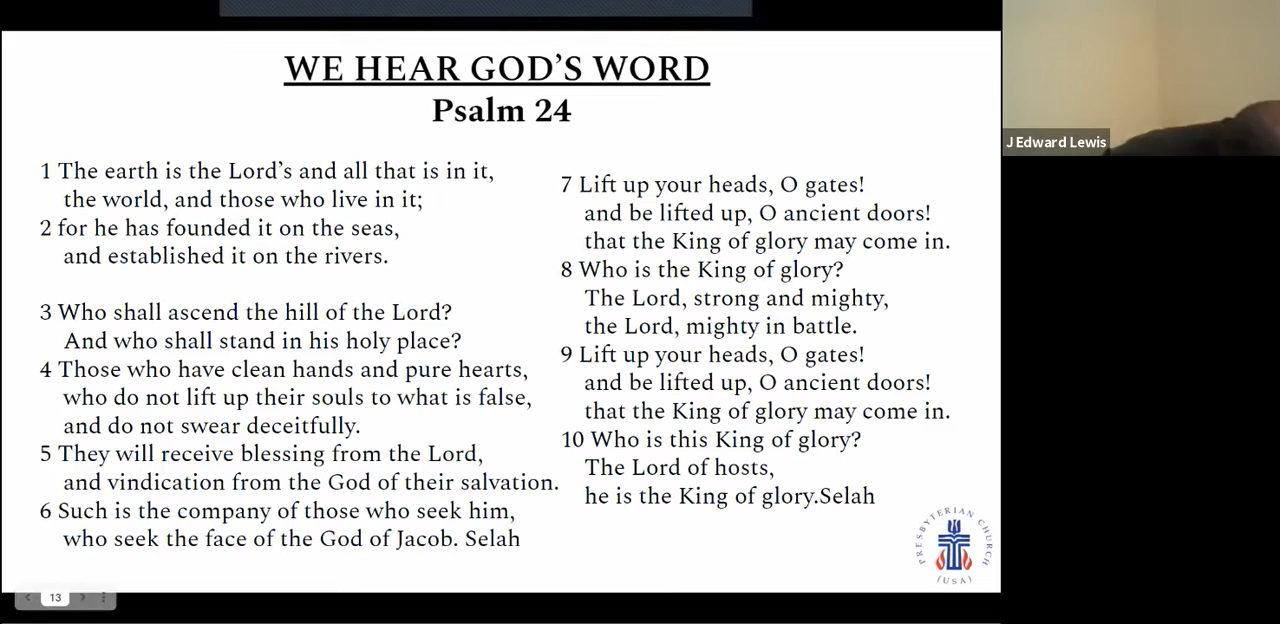 WE HEAR GOD'S WORD
Psalm 24
1 The earth is the Lord's and all that is in it,
the world, and those who live in it;
2 for he has founded it on the seas,
and established it on the rivers.
3 Who shall ascend the hill of the Lord?
And who shall stand in his holy place?
4 Those who have clean hands and pure hearts,
who do not lift up their souls to what is false,
and do not swear deceitfully.
5 They will receive blessing from the Lord,
and vindication from the God of their salvation.
6 Such is the company of those who seek him,
who seek the face of the God of Jacob. Selah
7 Lift up your heads, O gates!
and be lifted up, O ancient doors!
that the King of glory may come in.
8 Who is the King of glory?
The Lord, strong and mighty,
the Lord, mighty in battle.
9 Lift up your heads, O gates!
and be lifted up, O ancient doors!
that the King of glory may come in.
10 Who is this King of glory?
The Lord of hosts,
he is the King of glory.Selah
PRESBYTERIAN CHURCH
(USA)
13
J Edward Lewis